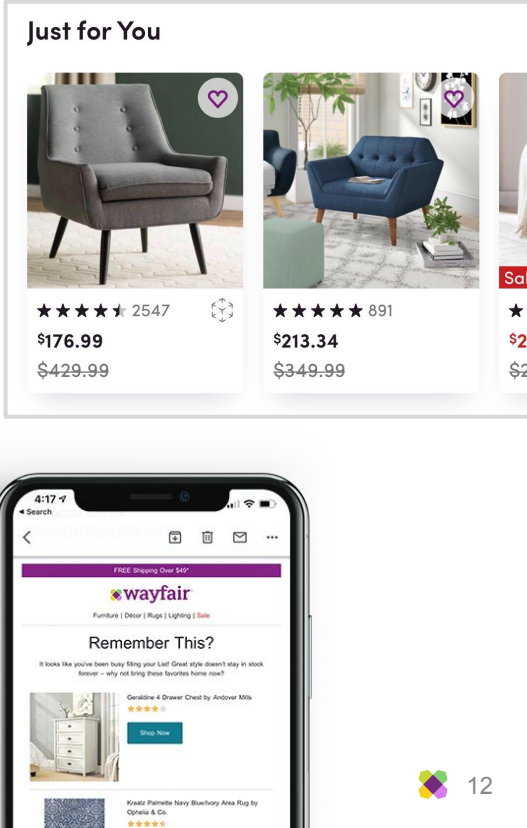 Just for You
2547
891
$176.99
$213.34
$429.99
$349.99
4:17
Search
FREE Shipping Over $49*
wayfair
Furniture | Décor | Rugs | Lighting | Sale
Remember This?
It looks like you've been busy filling your List! Great style doesn't stay in stock
forever – why not bring these favorites home now?
Geraldine 4 Drawer Chest by Andover Mills
Shop Now
Kraatz Palmette Navy Blue/Ivory Area Rug by
Ophelia & Co.
12